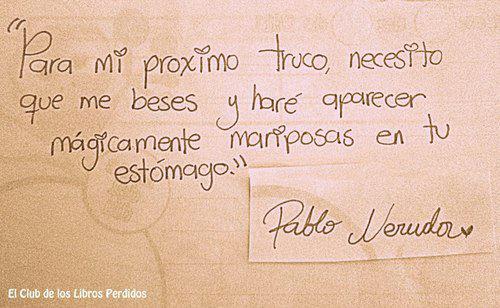 "Para mi proximo truco, necesito
que me beses y haré aparecer
mágicamente mariposas en tu
estómago."
Pablo Neruda
El Club de los Libros Perdidos